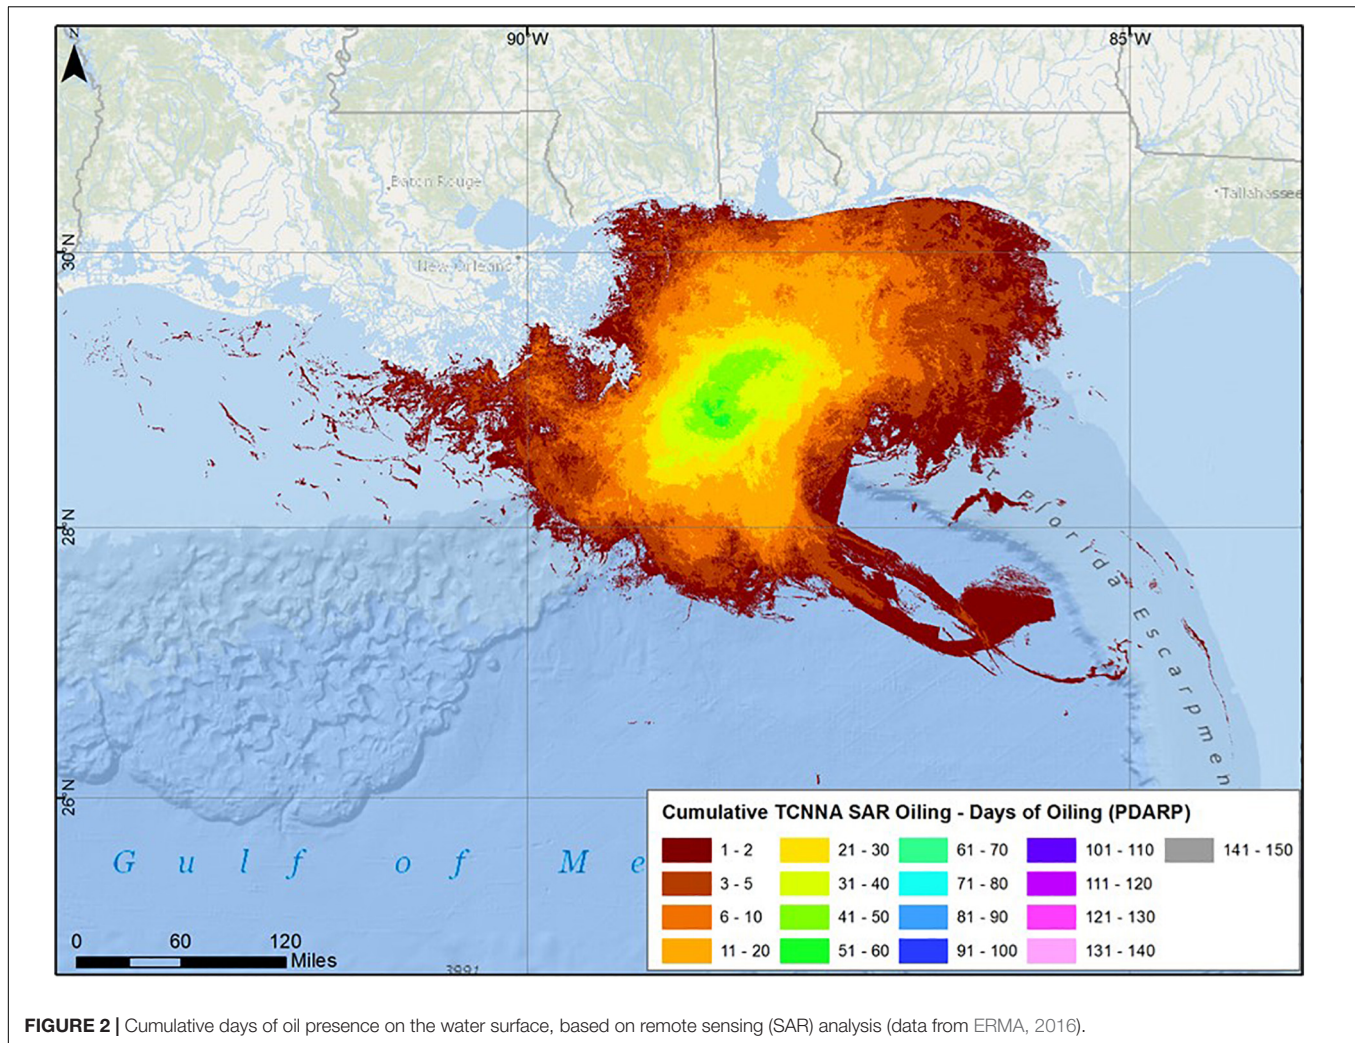 N
90°W
85°W
Baton Rouge
Tallahassee
30°N
New Orleans
28°N
Florida Escarpmen
26°N
Gulf of Me
Cumulative TCNNA SAR Oiling - Days of Oiling (PDARP)
1 - 2
21 - 30
61 - 70
101 - 110
141 - 150
3 - 5
31 - 40
71 - 80
111 - 120
6 - 10
41 - 50
81 - 90
121 - 130
11 - 20
51 - 60
91 - 100
131 - 140
0 60 120
Miles
FIGURE 2 | Cumulative days of oil presence on the water surface, based on remote sensing (SAR) analysis (data from ERMA, 2016).